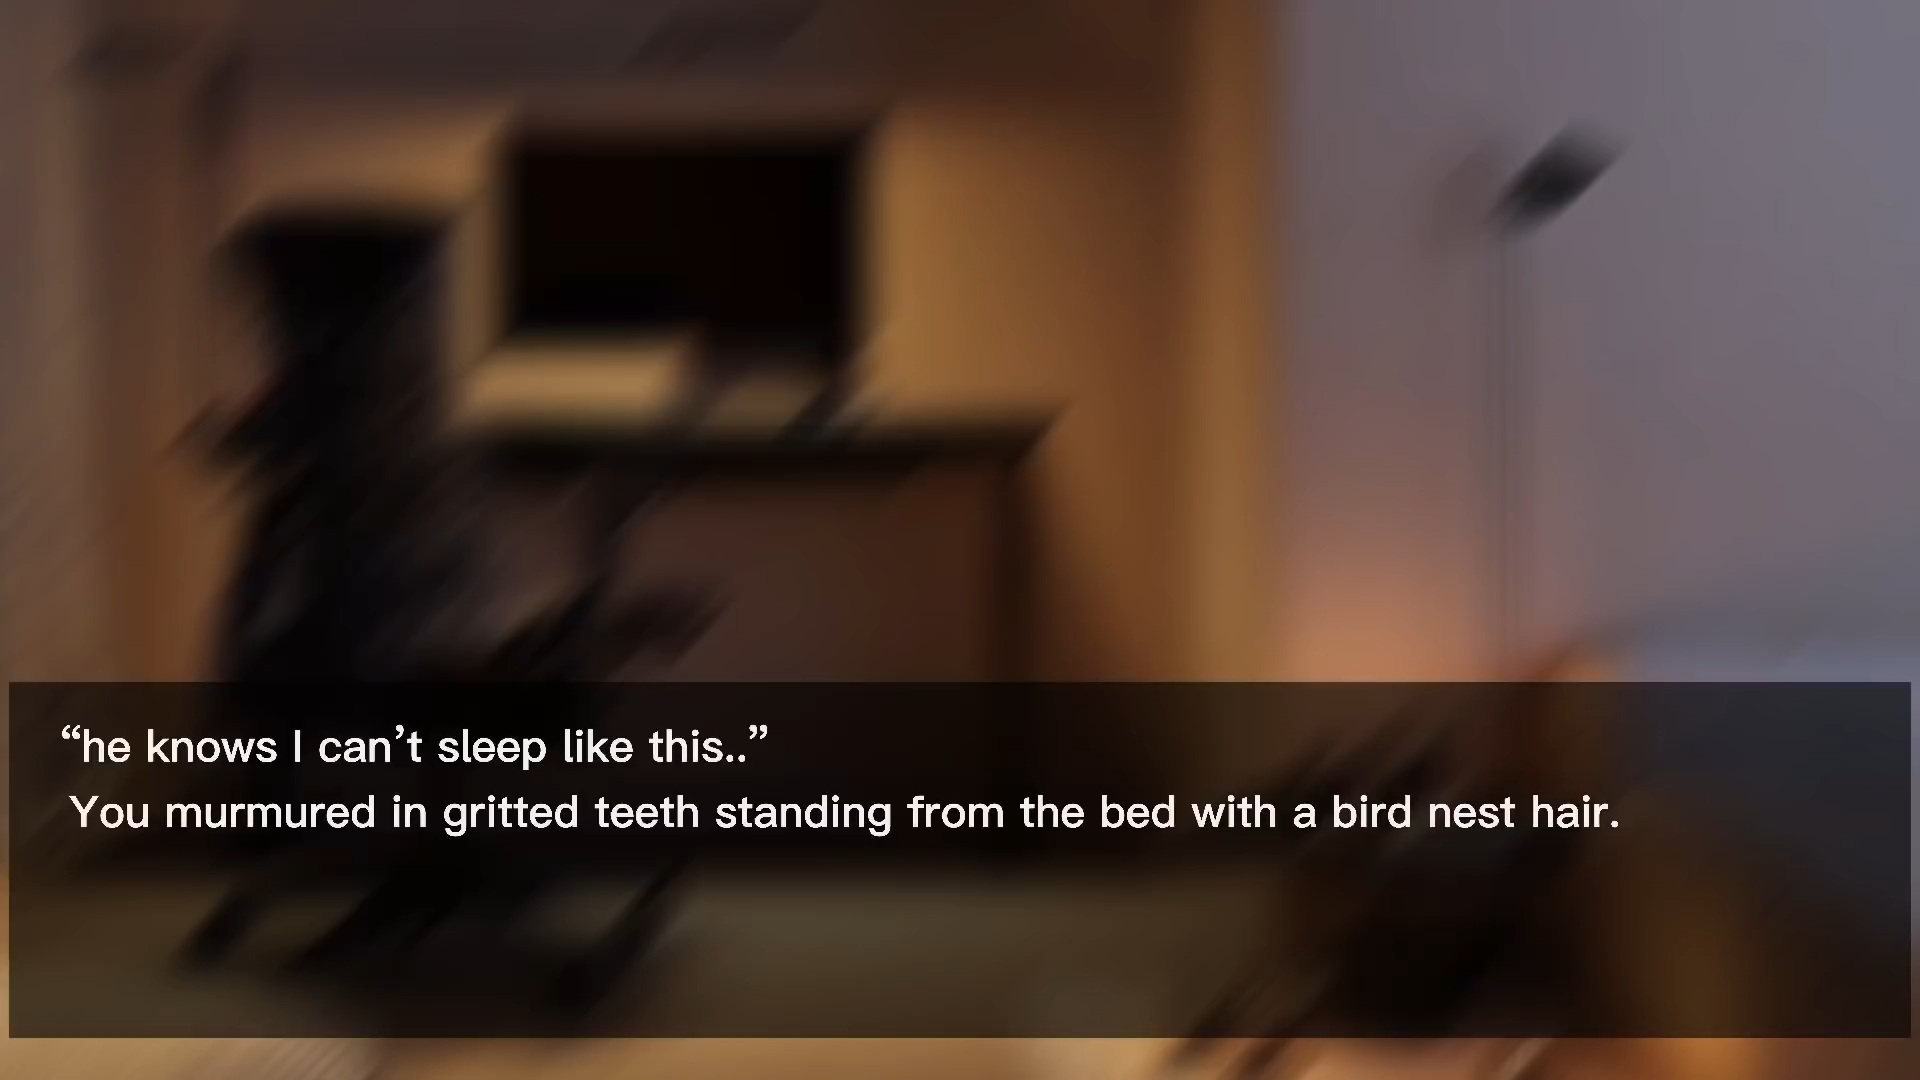 “he knows I can’t sleep like this..”
You murmured in gritted teeth standing from the bed with a bird nest hair.